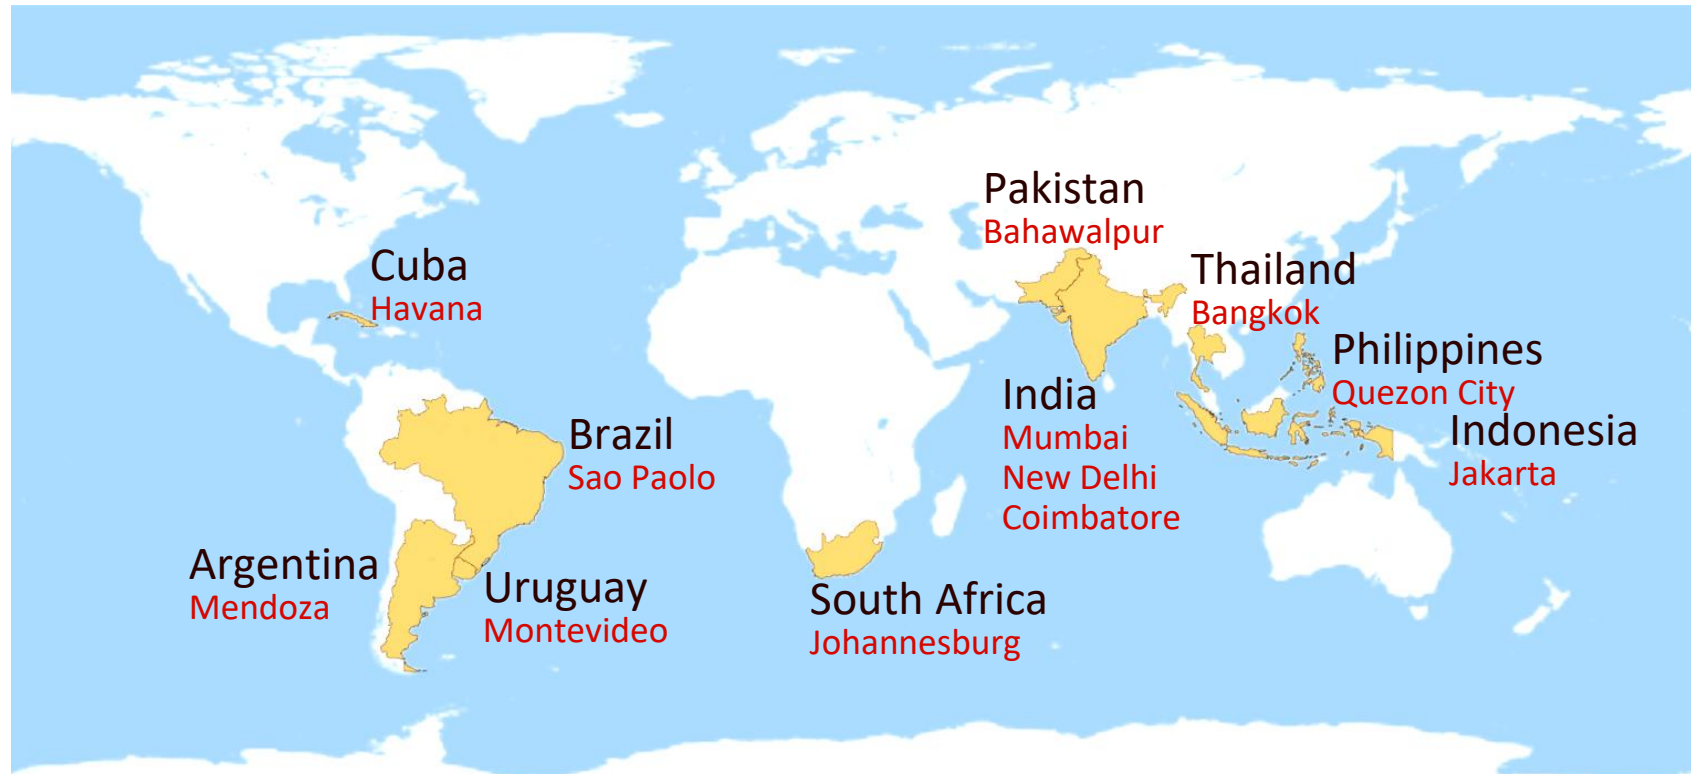 Pakistan
Bahawalpur
Cuba
Havana
Thailand
Bangkok
Philippines
Quezon City
India
Mumbai
New Delhi
Coimbatore
Indonesia
Jakarta
Brazil
Sao Paolo
Argentina
Mendoza
Uruguay
Montevideo
South Africa
Johannesburg